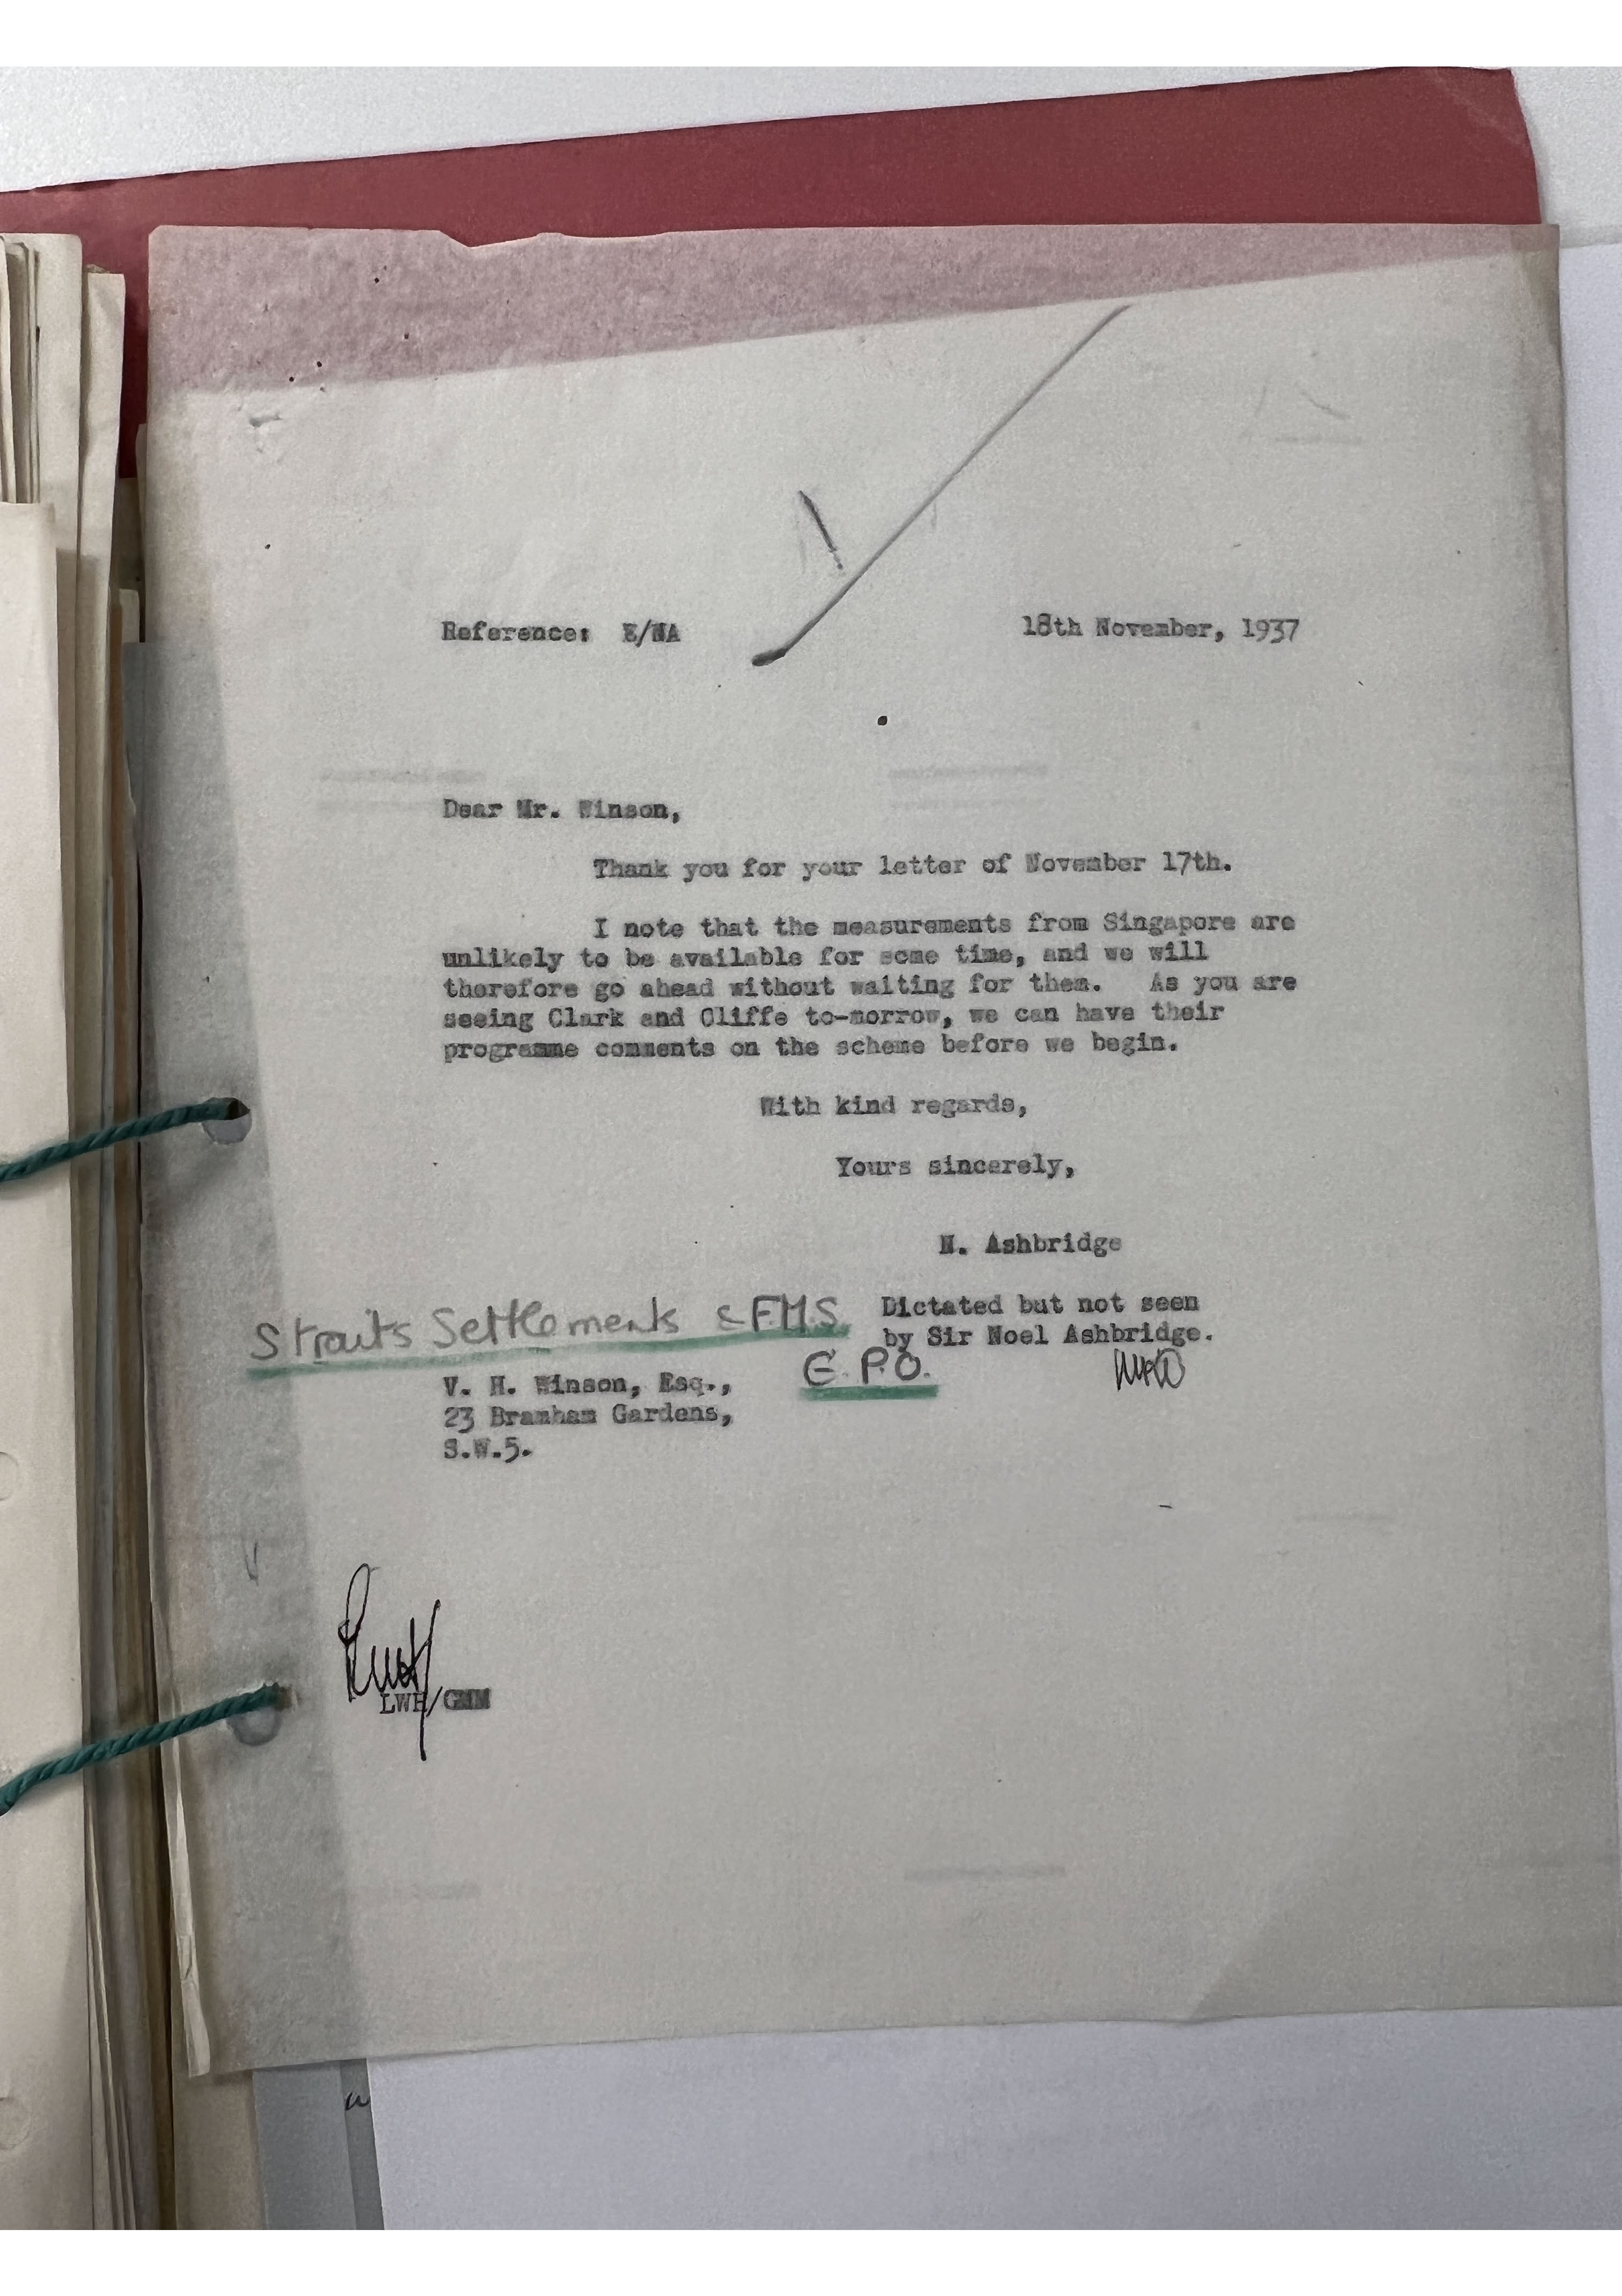 Reference: E/NA
18th November, 1937
Dear Mr. Winson,
Thank you for your letter of November 17th.
I note that the measurements from Singapore are
unlikely to be available for some time, and we will
therefore go ahead without waiting for them. As you are
seeing Clark and Cliffe to-morrow, we can have their
programme comments on the scheme before we begin.
With kind regards,
Yours sincerely,
N. Ashbridge
Dictated but not seen
by Sir Noel Ashbridge.
Straits Settlements & F.M.S.
G.P.O.
V. H. Winson, Esq.,
23 Bramham Gardens,
S.W.5.
LWH/GMM